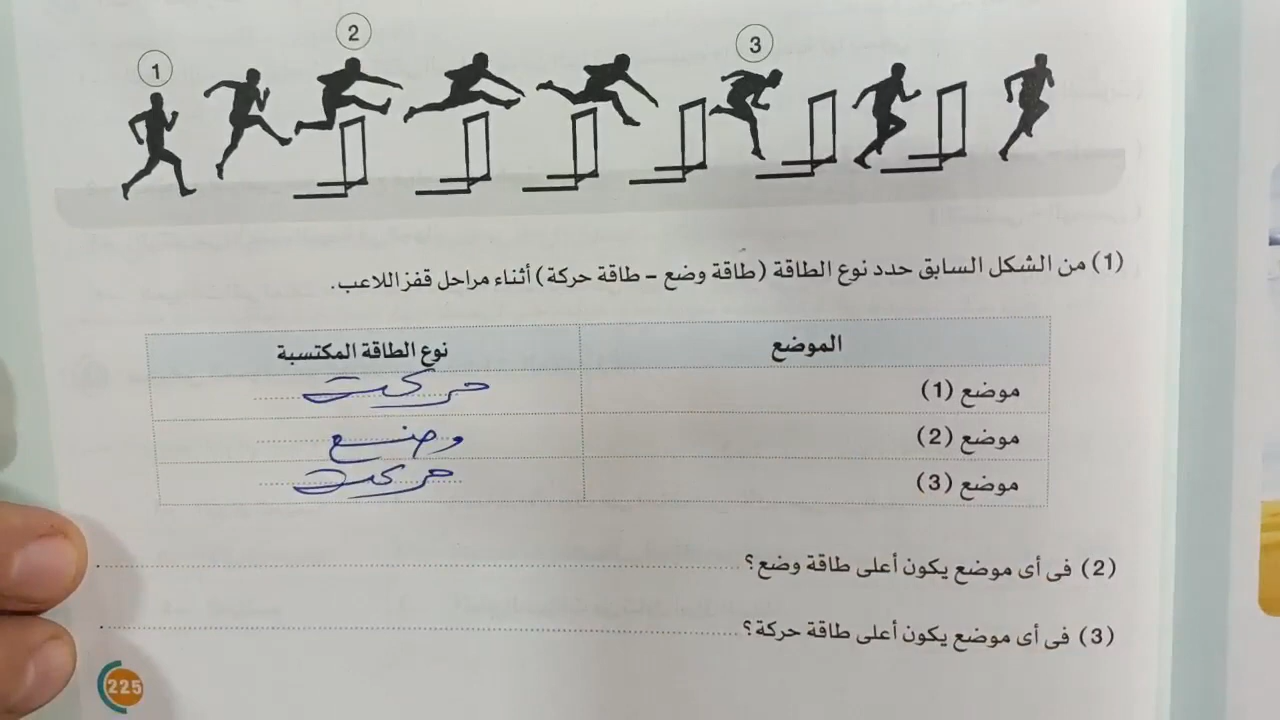 1
2
3
(1) من الشكل السابق حدد نوع الطاقة (طاقة وضع – طاقة حركة) أثناء مراحل قفز اللاعب.
الموضع نوع الطاقة المكتسبة
موضع (1) حركت
موضع (2) وضع
موضع (3) حركت
(2) فى أى موضع يكون أعلى طاقة وضع؟
(3) فى أى موضع يكون أعلى طاقة حركة؟
225